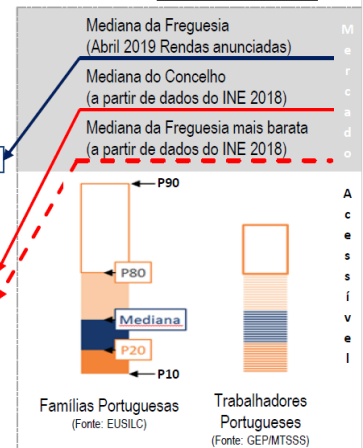 Mediana da Freguesia
(Abril 2019 Rendas anunciadas)
Mediana do Concelho
(a partir de dados do INE 2018)
Mediana da Freguesia mais barata
(a partir de dados do INE 2018)
Mercado
P90
P80
Mediana
P20
P10
Acessível
Famílias Portuguesas
(Fonte: EUSILC)
Trabalhadores
Portugueses
(Fonte: GEP/MTSSS)